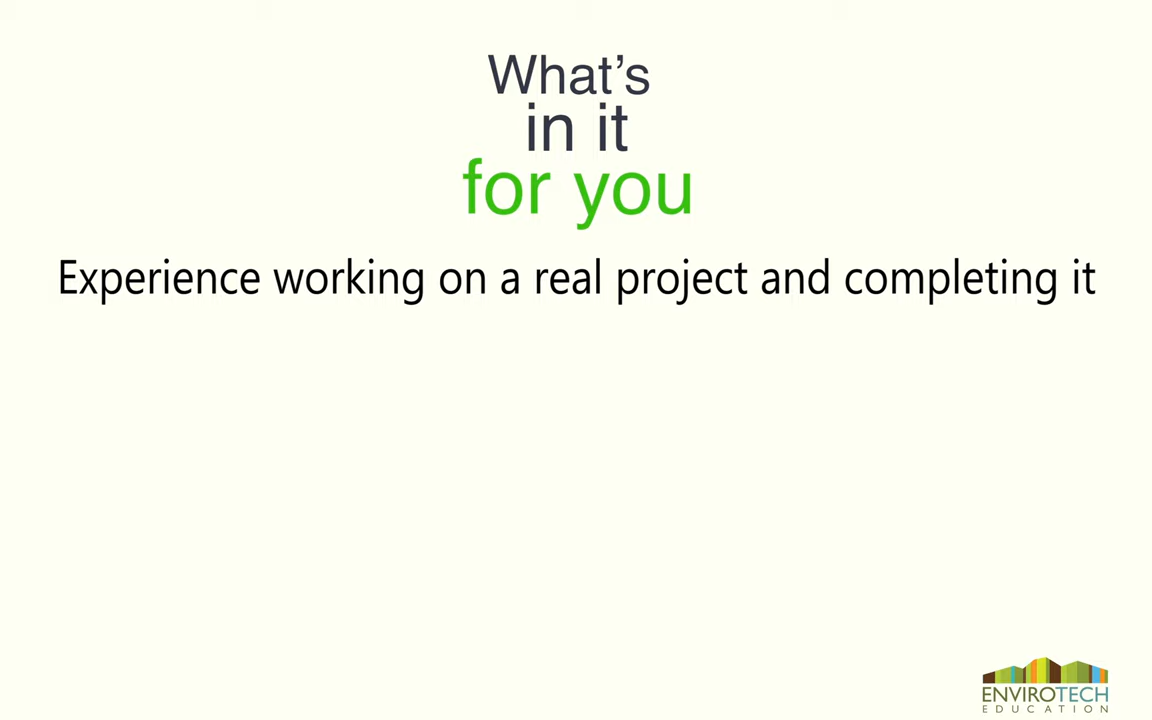 What's
in it
for you
Experience working on a real project and completing it
ENVIROTECH
EDUCATION